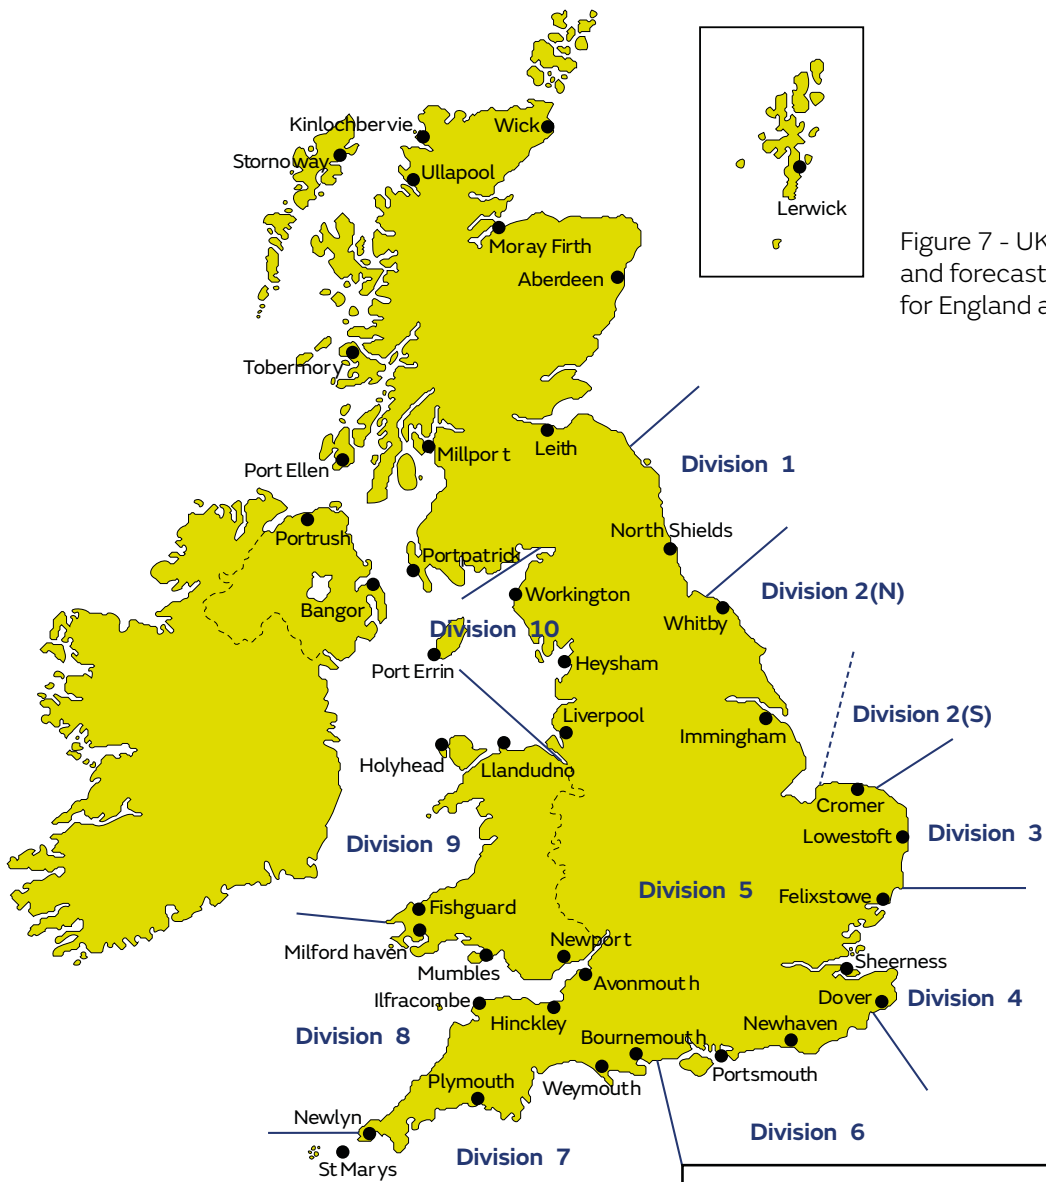 Kinlochbervie
Wick
Stornoway
Ullapool
Lerwick
Moray Firth
Figure 7 - UK
and forecast
for England a
Aberdeen
Tobermory
Leith
Millport
Division 1
Port Ellen
North Shields
Portrush
Portpatrick
Division 2(N)
Workington
Bangor
Whitby
Division 10
Port Errin
Heysham
Liverpool
Division 2(S)
Immingham
Holyhead
Llandudno
Cromer
Division 9
Lowestoft
Division 3
Division 5
Felixstowe
Fishguard
Newport
Milford haven
Mumbles
Sheerness
Avonmouth
Ilfracombe
Dover
Division 4
Hinckley
Newhaven
Division 8
Bournemouth
Portsmouth
Plymouth
Weymouth
Newlyn
Division 6
Division 7
St Marys